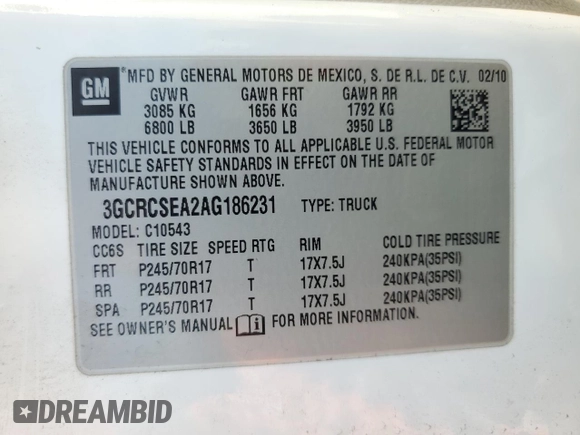 GM
®MFD BY GENERAL MOTORS DE MEXICO, S. DE R.L. DE C.V. 02/10
GVWR GAWR FRT GAWR RR
3085 KG 1656 KG 1792 KG
6800 LB 3650 LB 3950 LB
THIS VEHICLE CONFORMS TO ALL APPLICABLE U.S. FEDERAL MOTOR
VEHICLE SAFETY STANDARDS IN EFFECT ON THE DATE OF
MANUFACTURE SHOWN ABOVE.
3GCRCSEA2AG186231 TYPE: TRUCK
MODEL: C10543
CC6S TIRE SIZE SPEED RTG RIM COLD TIRE PRESSURE
FRT P245/70R17 T 17X7.5J 240KPA(35PSI)
RR P245/70R17 T 17X7.5J 240KPA(35PSI)
SPA P245/70R17 T 17X7.5J 240KPA(35PSI)
SEE OWNER'S MANUAL i FOR MORE INFORMATION.
DREAMBID